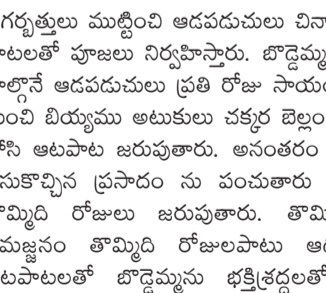 గర్భత్తులు ముట్టించి ఆడపడుచులు చినా
ాటలతో పూజలు నిర్వహిస్తారు. బొడ్డెమ్మ
ాల్గొనే ఆడపడుచులు ప్రతి రోజు సాయం
ంచి బియ్యము అటుకులు చక్కర బెల్లం
ోసి ఆటపాట జరుపుతారు. అనంతరం
ుసుకొచ్చిన ప్రసాదం ను పంచుతారు
ొమ్మిది రోజులు జరుపుతారు. తొమి
మజ్జనం తొమ్మిది రోజులపాటు ఆ
టపాటలతో బొడ్డెమ్మను భక్తిశ్రద్ధలతో